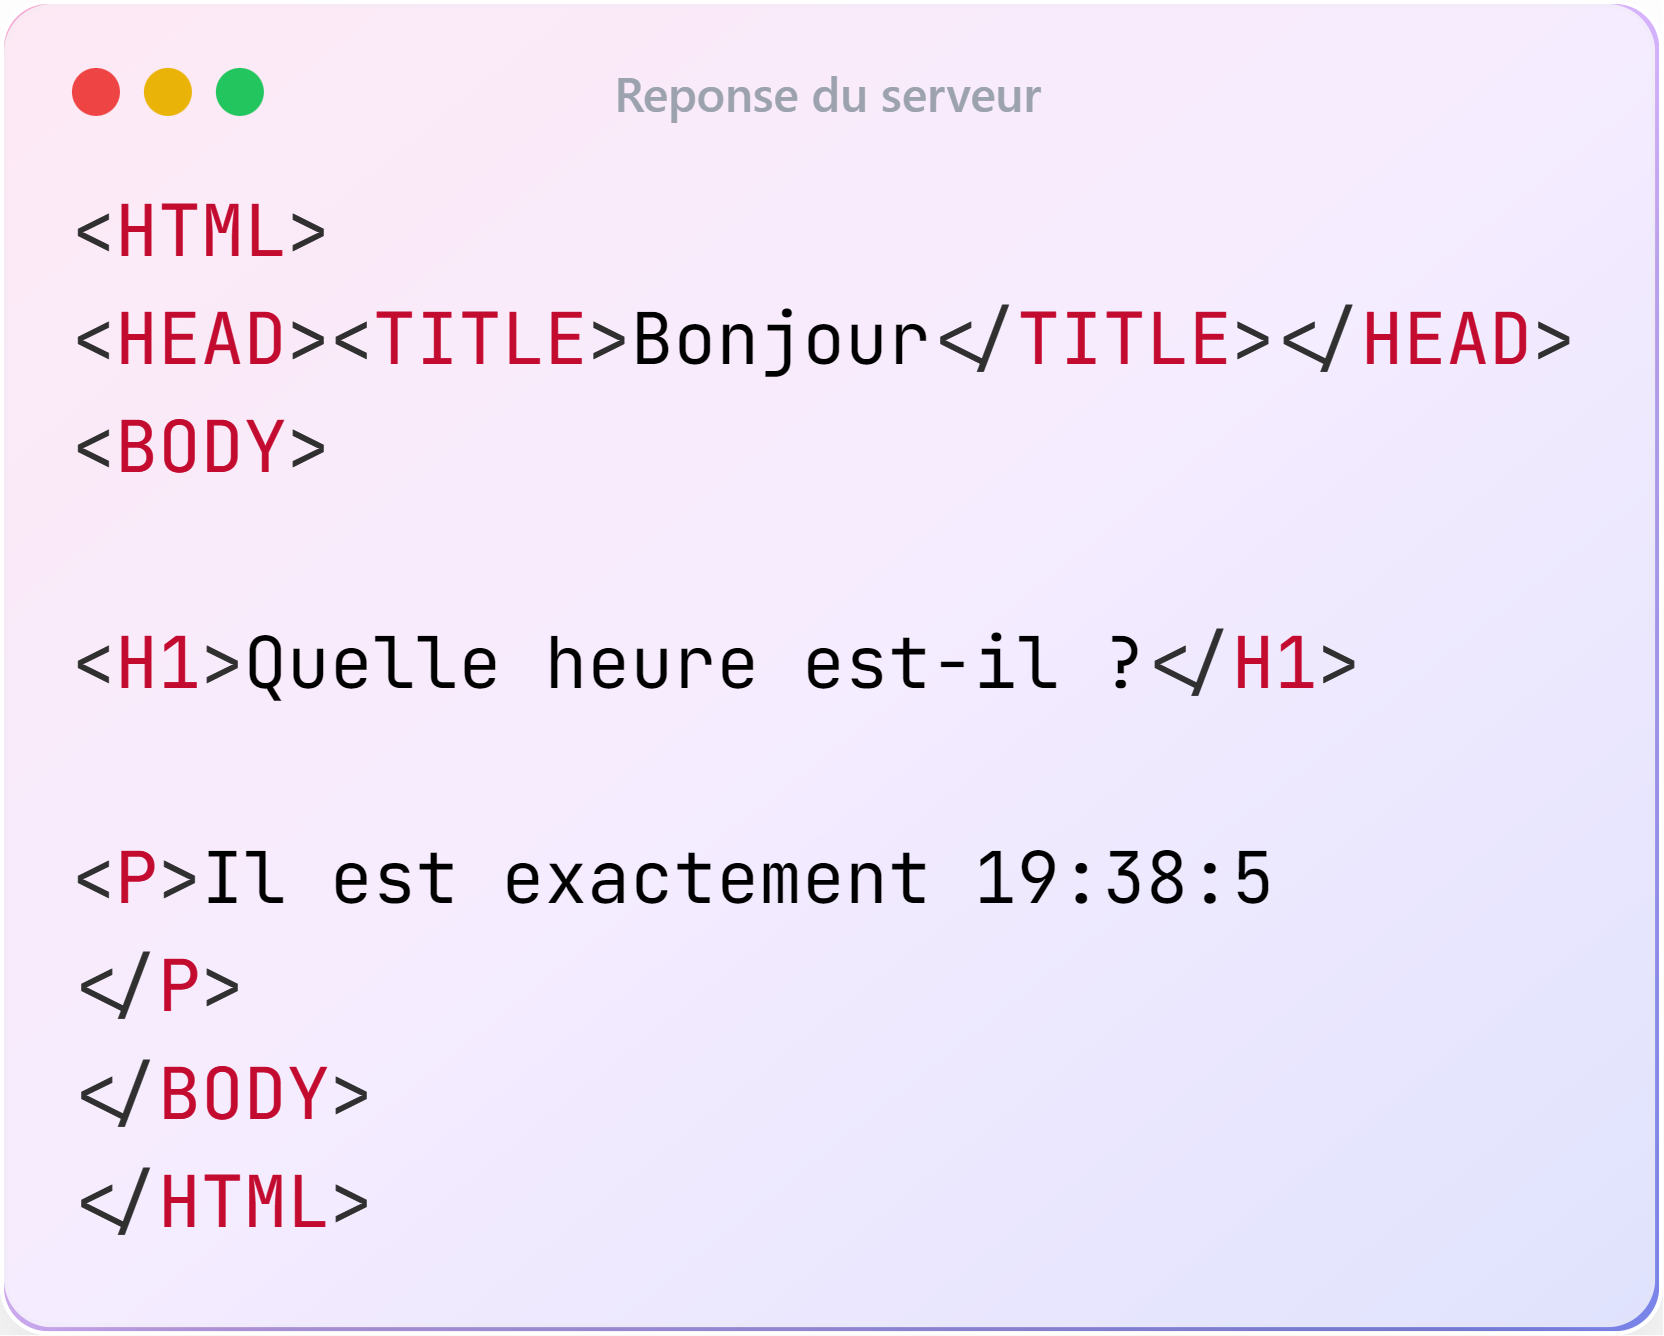 Reponse du serveur
<HTML>
<HEAD><TITLE>Bonjour</TITLE></HEAD>
<BODY>
<H1>Quelle heure est-il ?</H1>
<P>Il est exactement 19:38:5
</P>
</BODY>
</HTML>